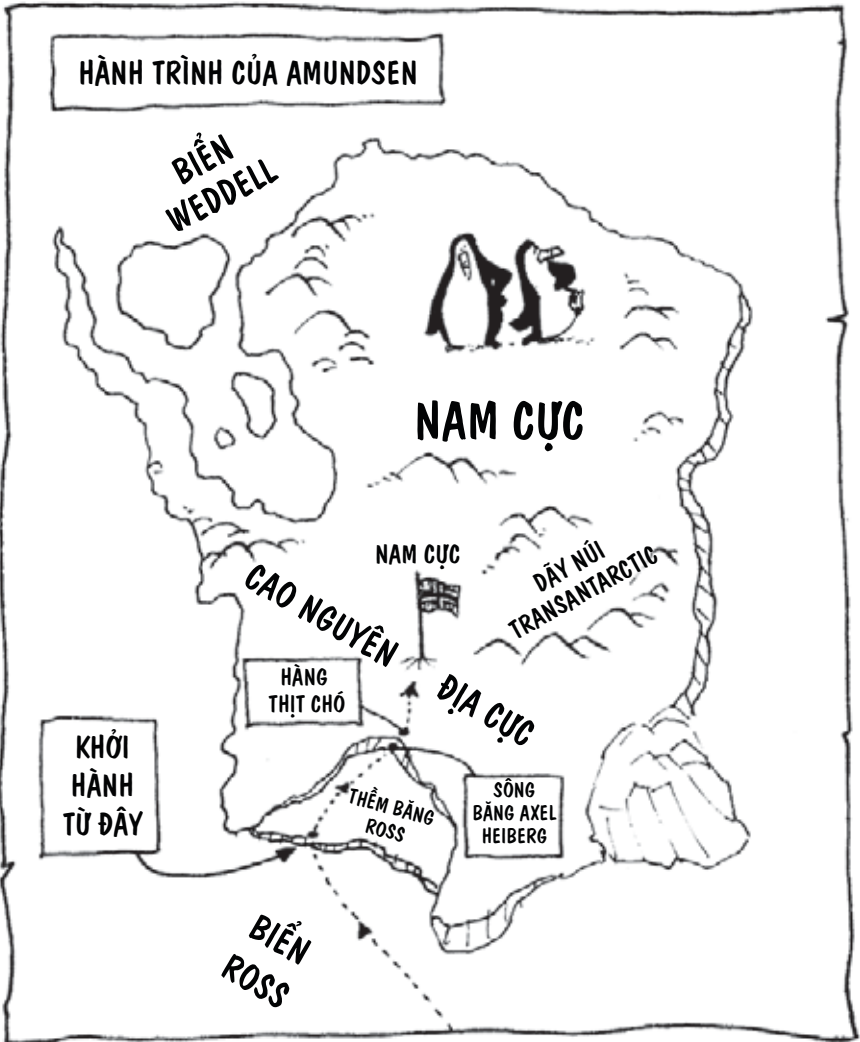 HÀNH TRÌNH CỦA AMUNDSEN
BIỂN
WEDDELL
NAM CỰC
NAM CỰC
DÃY NÚI
TRANSANTARCTIC
CAO NGUYÊN
ĐỊA CỰC
HÀNG
THỊT CHÓ
KHỞI
HÀNH
TỪ ĐÂY
THỀM BĂNG
ROSS
SÔNG
BĂNG AXEL
HEIBERG
BIỂN
ROSS